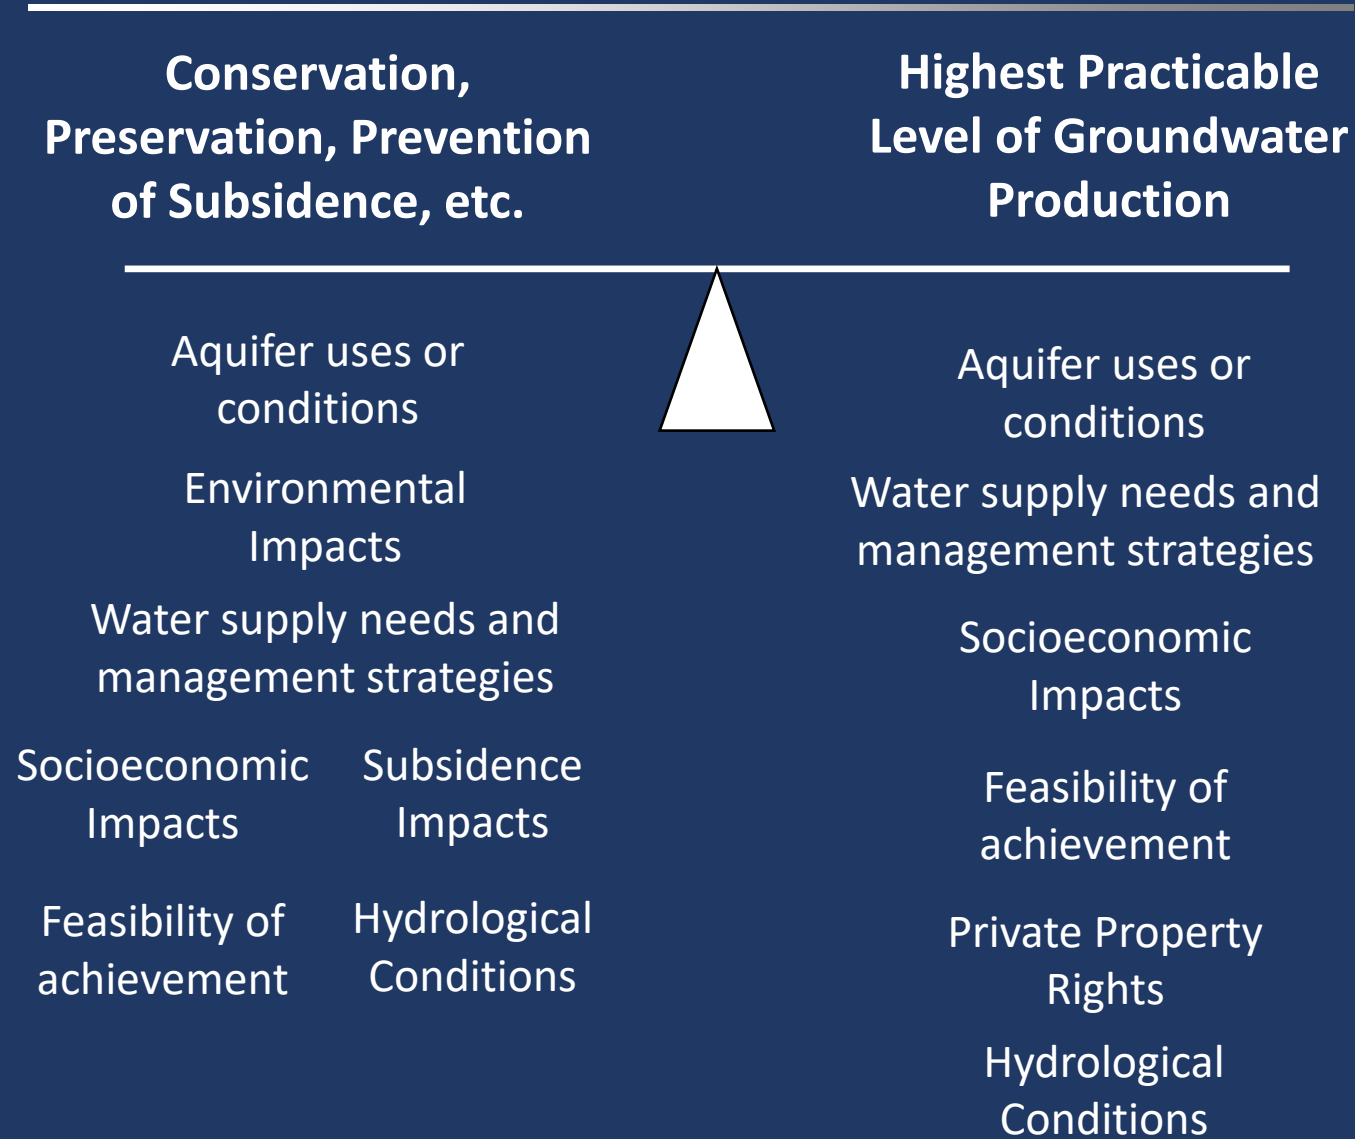 Conservation,
Preservation, Prevention
of Subsidence, etc.
Highest Practicable
Level of Groundwater
Production
Aquifer uses or
conditions
Environmental
Impacts
Water supply needs and
management strategies
Socioeconomic
Impacts
Subsidence
Impacts
Feasibility of
achievement
Hydrological
Conditions
Aquifer uses or
conditions
Water supply needs and
management strategies
Socioeconomic
Impacts
Feasibility of
achievement
Private Property
Rights
Hydrological
Conditions